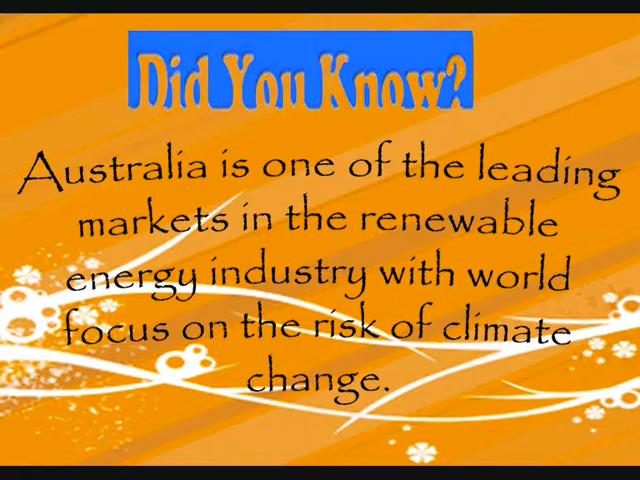 Did You Know?
Australia is one of the leading
markets in the renewable
energy industry with world
focus on the risk of climate
change.